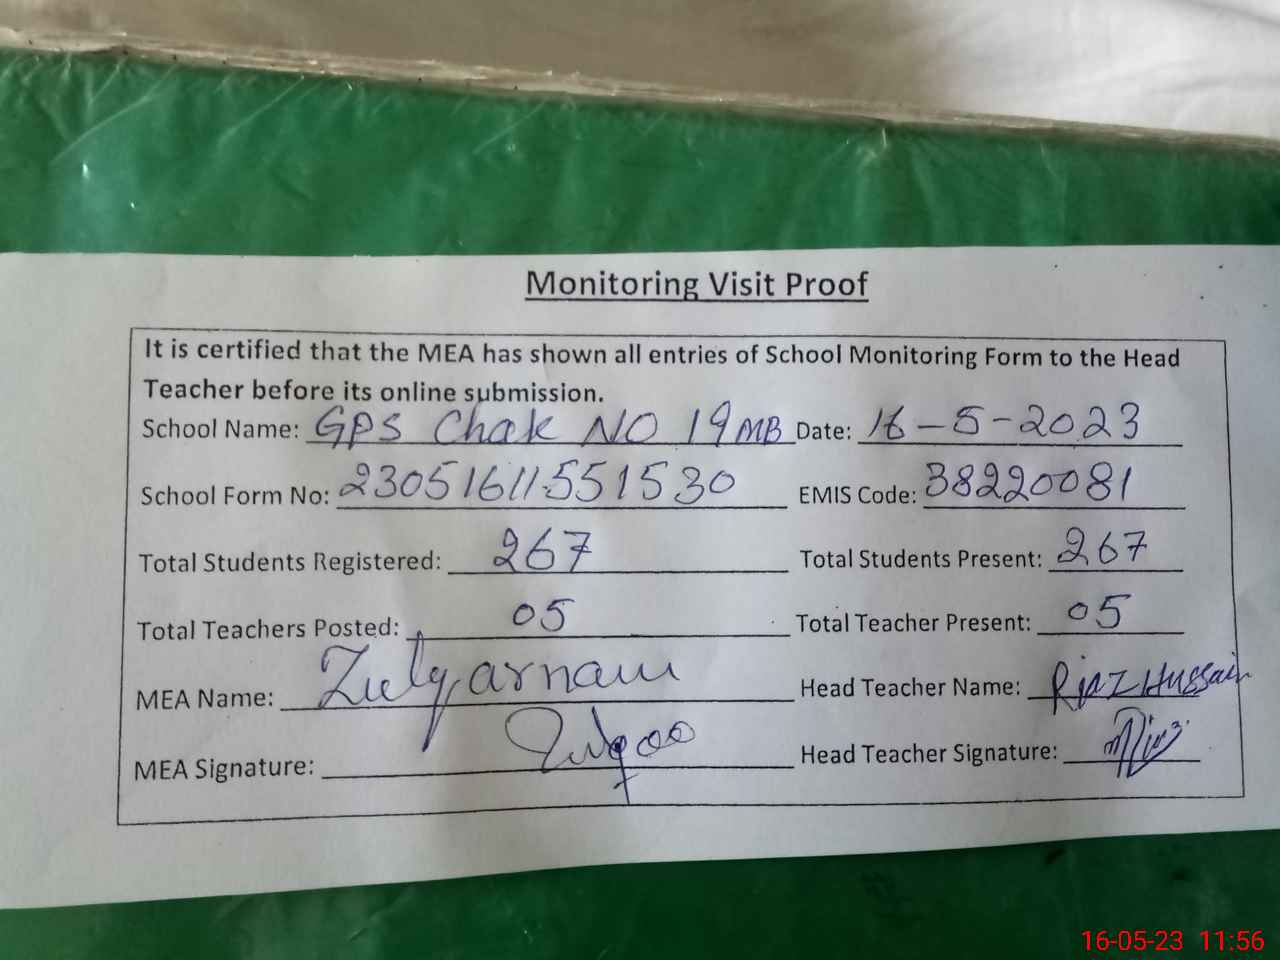 Monitoring Visit Proof
It is certified that the MEA has shown all entries of School Monitoring Form to the Head
Teacher before its online submission.
School Name: GPS Chak NO 19MB Date: 16-5-2023
School Form No: 23051611551530 EMIS Code: 38220081
Total Students Registered: 267 Total Students Present: 267
Total Teachers Posted: 05 Total Teacher Present: 05
MEA Name: Head Teacher Name: Riaz Hussain
MEA Signature: Head Teacher Signature:
16-05-23 11:56